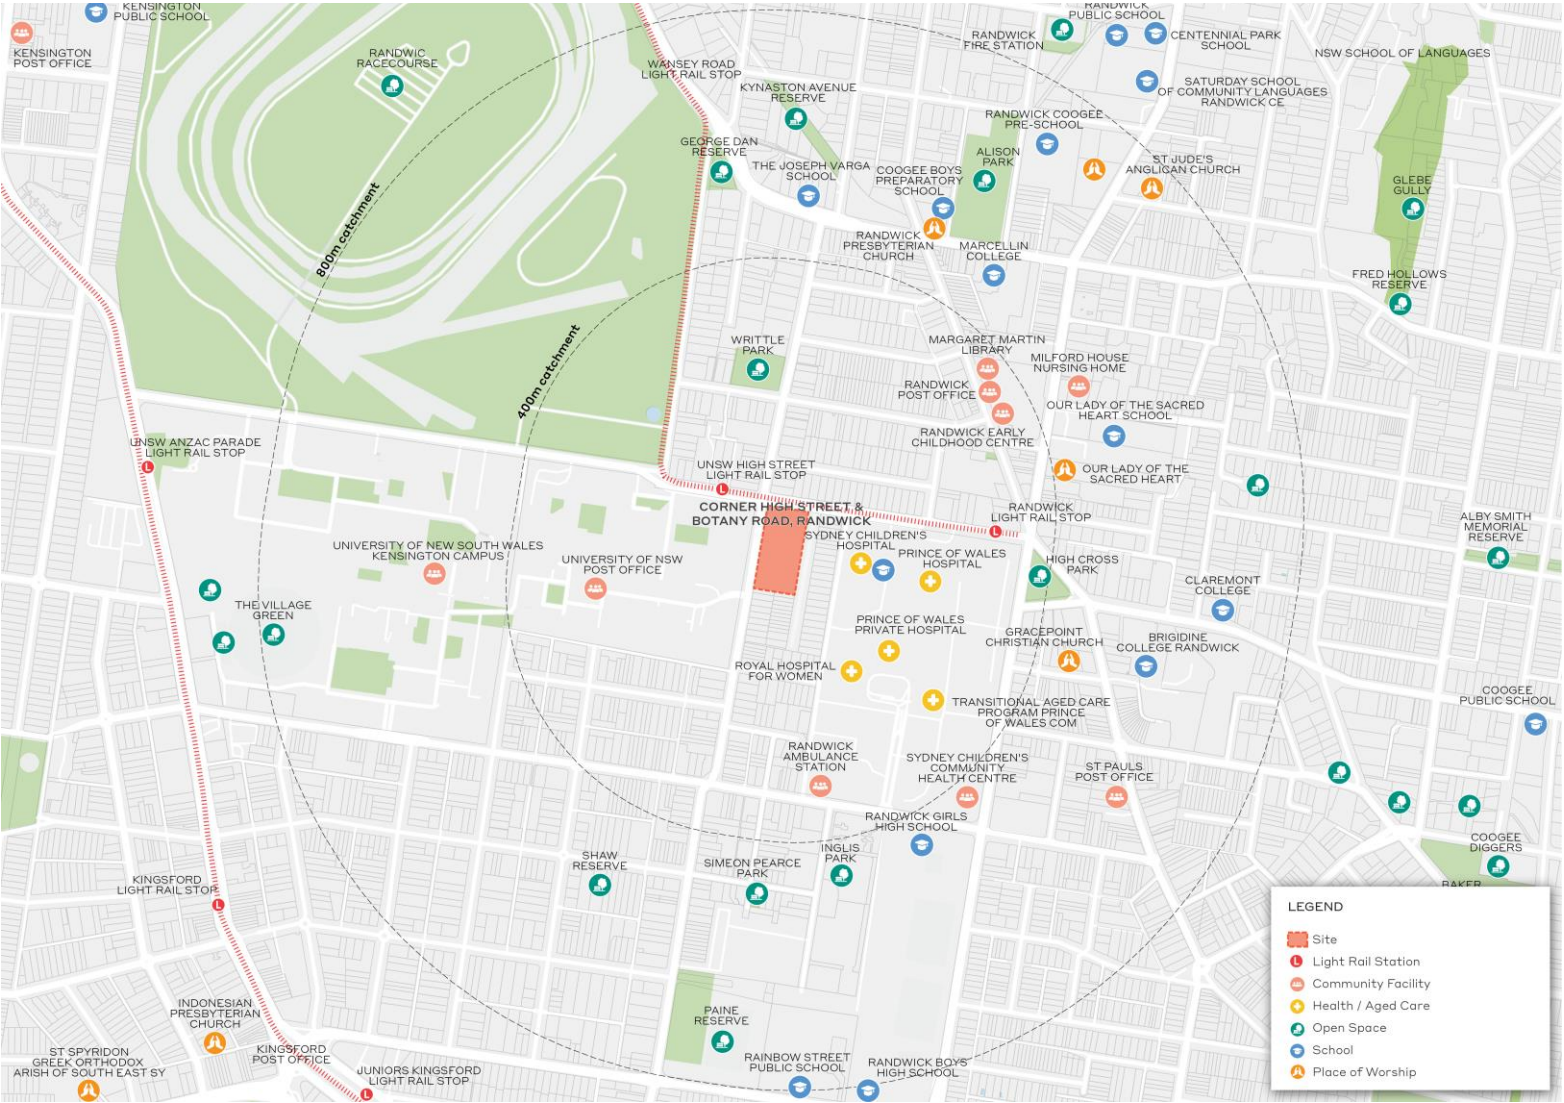 KENSINGTON
PUBLIC SCHOOL
KENSINGTON
POST OFFICE
RANDWIC
RACECOURSE
WANSEY ROAD
LIGHT RAIL STOP
RANDWICK
FIRE STATION
RANDWICK
PUBLIC SCHOOL
CENTENNIAL PARK
SCHOOL
NSW SCHOOL OF LANGUAGES
KYNASTON AVENUE
RESERVE
SATURDAY SCHOOL
OF COMMUNITY LANGUAGES
RANDWICK CE
RANDWICK COOGEE
PRE-SCHOOL
GEORGE DAN
RESERVE
THE JOSEPH VARGA
SCHOOL
COOGEE BOYS
PREPARATORY
SCHOOL
ALISON
PARK
ST JUDE'S
ANGLICAN CHURCH
GLEBE
GULLY
800m catchment
RANDWICK
PRESBYTERIAN
CHURCH
MARCELLIN
COLLEGE
FRED HOLLOWS
RESERVE
400m catchment
WRITTLE
PARK
MARGARET MARTIN
LIBRARY
MILFORD HOUSE
NURSING HOME
RANDWICK
POST OFFICE
OUR LADY OF THE SACRED
HEART SCHOOL
RANDWICK EARLY
CHILDHOOD CENTRE
UNSW ANZAC PARADE
LIGHT RAIL STOP
L
UNSW HIGH STREET
LIGHT RAIL STOP
L
OUR LADY OF THE
SACRED HEART
CORNER HIGH STREET &
BOTANY ROAD, RANDWICK
RANDWICK
LIGHT RAIL STOP
L
ALBY SMITH
MEMORIAL
RESERVE
SYDNEY CHILDREN'S
HOSPITAL
PRINCE OF WALES
HOSPITAL
HIGH CROSS
PARK
UNIVERSITY OF NEW SOUTH WALES
KENSINGTON CAMPUS
UNIVERSITY OF NSW
POST OFFICE
CLAREMONT
COLLEGE
THE VILLAGE
GREEN
PRINCE OF WALES
PRIVATE HOSPITAL
GRACEPOINT
CHRISTIAN CHURCH
BRIGIDINE
COLLEGE RANDWICK
ROYAL HOSPITAL
FOR WOMEN
TRANSITIONAL AGED CARE
PROGRAM PRINCE
OF WALES COM
COOGEE
PUBLIC SCHOOL
RANDWICK
AMBULANCE
STATION
SYDNEY CHILDREN'S
COMMUNITY
HEALTH CENTRE
ST PAULS
POST OFFICE
RANDWICK GIRLS
HIGH SCHOOL
SHAW
RESERVE
SIMEON PEARCE
PARK
INGLIS
PARK
COOGEE
DIGGERS
KINGSFORD
LIGHT RAIL STOP
L
BAKER
INDONESIAN
PRESBYTERIAN
CHURCH
PAINE
RESERVE
ST SPYRIDON
GREEK ORTHODOX
ARISH OF SOUTH EAST SY
KINGSFORD
POST OFFICE
JUNIORS KINGSFORD
LIGHT RAIL STOP
L
RAINBOW STREET
PUBLIC SCHOOL
RANDWICK BOYS
HIGH SCHOOL
LEGEND
Site
L Light Rail Station
Community Facility
Health / Aged Care
Open Space
School
Place of Worship